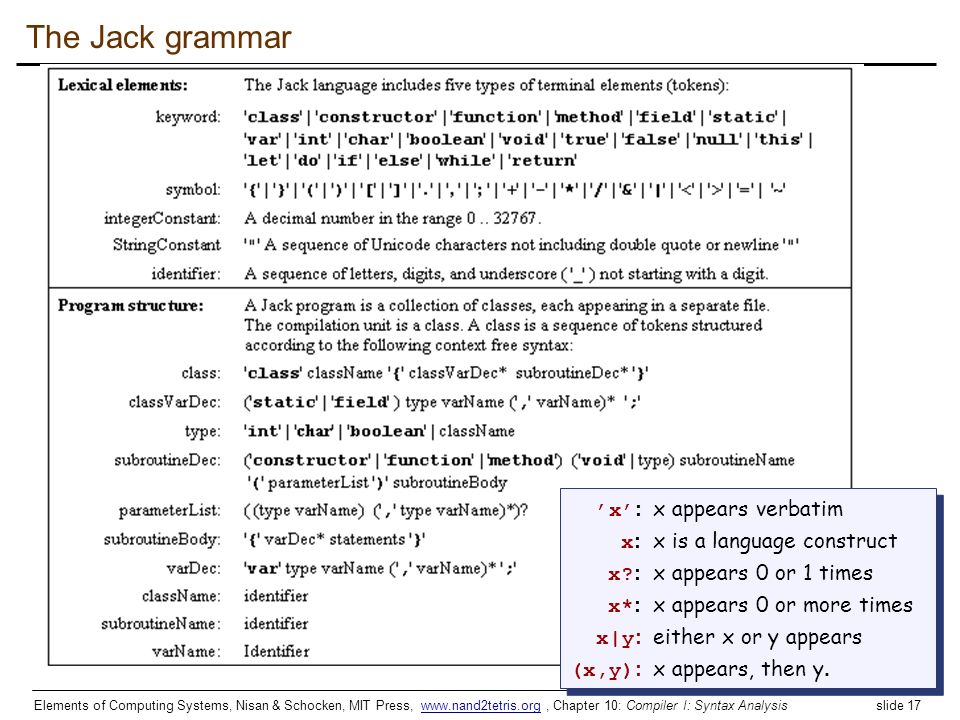 The Jack grammar
Lexical elements: The Jack language includes five types of terminal elements (tokens):
keyword: 'class'|'constructor'|'function'|'method'|'field'|'static'|
'var'|'int'|'char'|'boolean'|'void'|'true'|'false'|'null'|'this'|
'let'|'do'|'if'|'else'|'while'|'return'
symbol: '{'|'}'|'('|')'|'['|']'|'.'|','|';'|'+'|'-'|'*'|'/'|'&'|'|'|'<'|'>'|'='|'~'
integerConstant: A decimal number in the range 0 .. 32767.
StringConstant '"' A sequence of Unicode characters not including double quote or newline '"'
identifier: A sequence of letters, digits, and underscore ('_') not starting with a digit.
Program structure: A Jack program is a collection of classes, each appearing in a separate file.
The compilation unit is a class. A class is a sequence of tokens structured
according to the following context free syntax:
class: 'class' className '{' classVarDec* subroutineDec* '}'
classVarDec: ('static'|'field') type varName (',' varName)* ';'
type: 'int'|'char'|'boolean'|className
subroutineDec: ('constructor'|'function'|'method') ('void'|type) subroutineName
'(' parameterList ')' subroutineBody
parameterList: ((type varName) (',' type varName)*)?
subroutineBody: '{' varDec* statements '}'
varDec: 'var' type varName (',' varName)* ';'
className: identifier
subroutineName: identifier
varName: Identifier
'x': x appears verbatim
x: x is a language construct
x?: x appears 0 or 1 times
x*: x appears 0 or more times
x|y: either x or y appears
(x,y): x appears, then y.
Elements of Computing Systems, Nisan & Schocken, MIT Press, www.nand2tetris.org , Chapter 10: Compiler I: Syntax Analysis slide 17